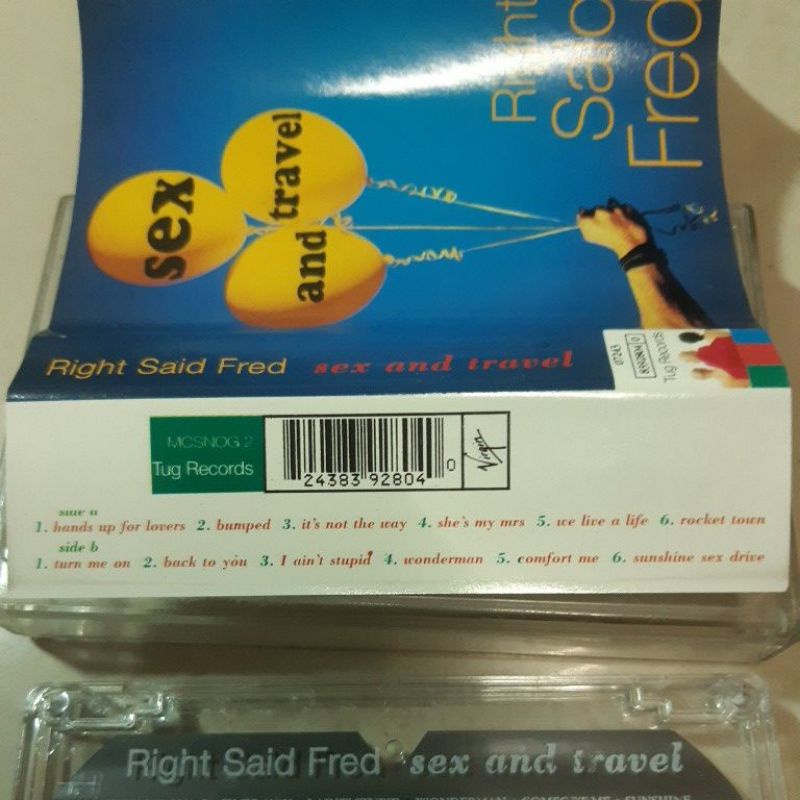 Right
Said
Fred
sex
and travel
Right Said Fred sex and travel
Tug Records
MCSNOG 2
Tug Records
24383 92804 0
Virgin
side a
1. hands up for lovers 2. bumped 3. it's not the way 4. she's my mrs 5. we live a life 6. rocket town
side b
1. turn me on 2. back to you 3. I ain't stupid 4. wonderman 5. comfort me 6. sunshine sex drive
Right Said Fred sex and travel